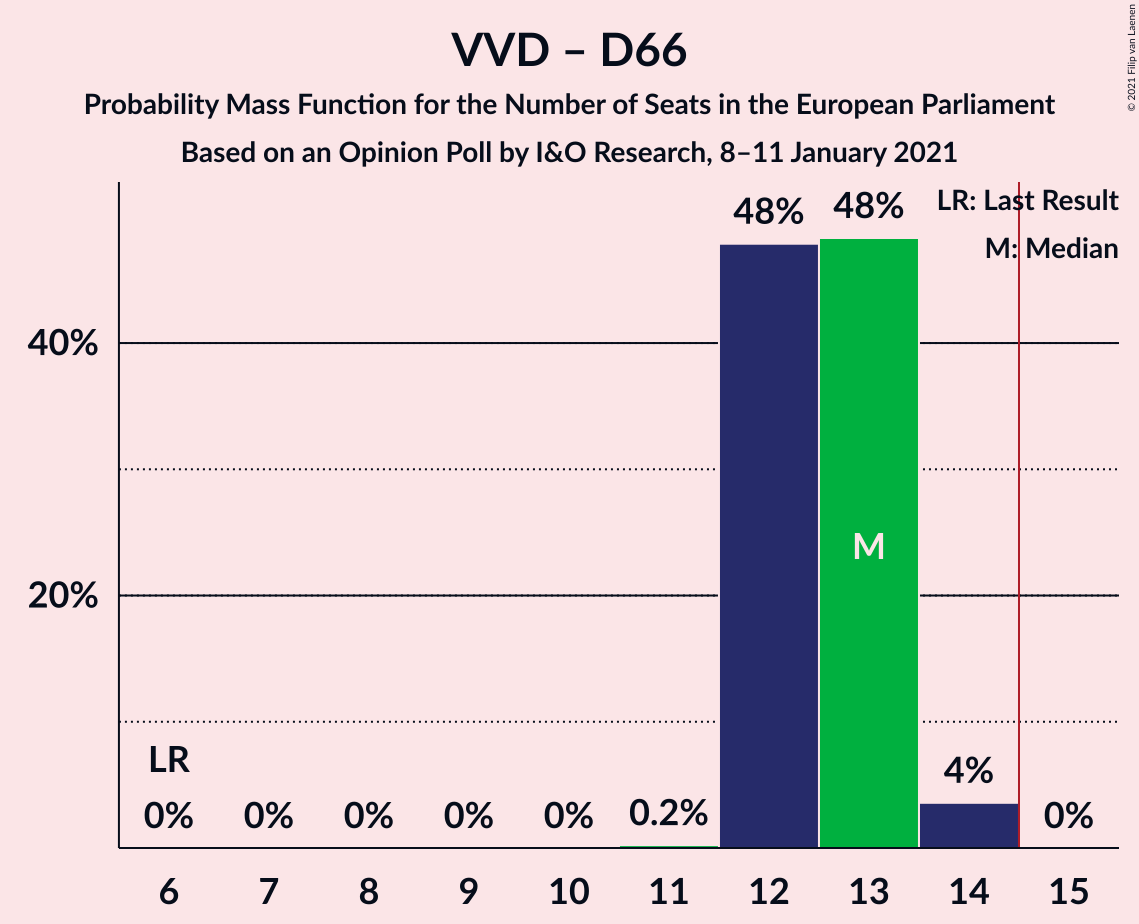 VVD – D66
Probability Mass Function for the Number of Seats in the European Parliament
Based on an Opinion Poll by I&O Research, 8–11 January 2021
© 2021 Filip van Laenen
LR: Last Result
M: Median
48%
48%
40%
20%
M
LR
0%
0%
0%
0%
0%
0.2%
4%
0%
6
7
8
9
10
11
12
13
14
15